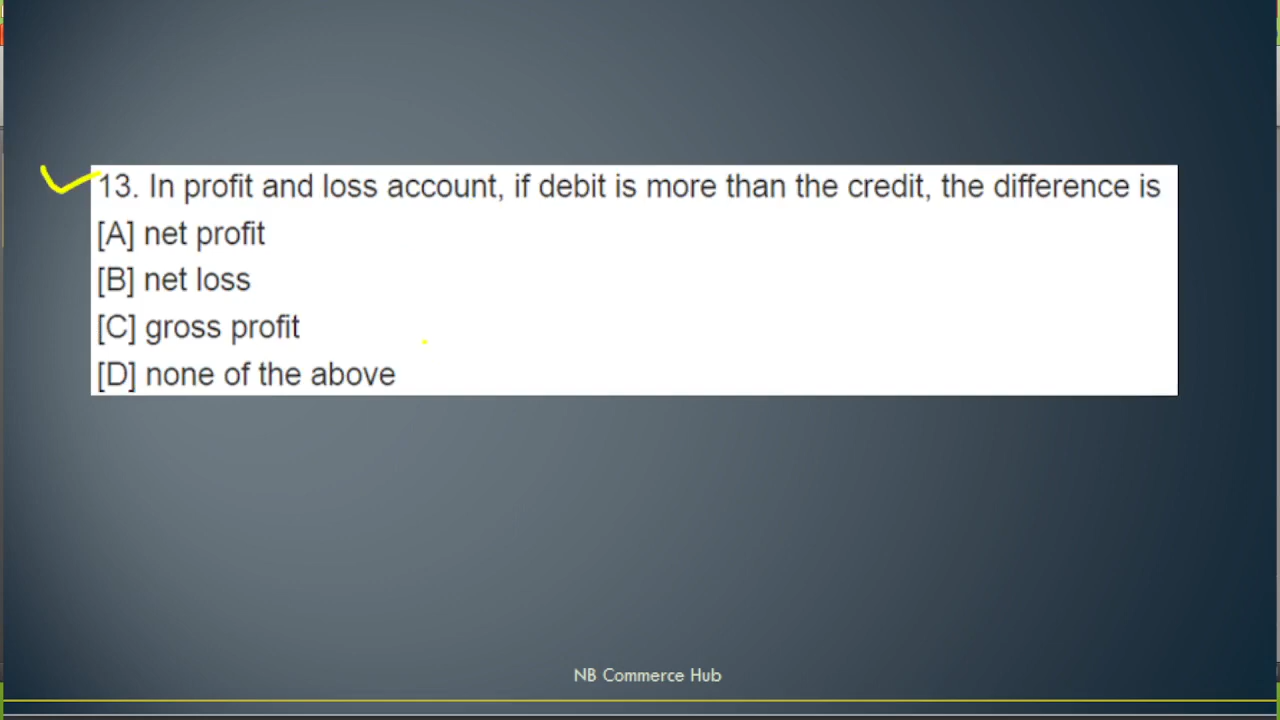 13. In profit and loss account, if debit is more than the credit, the difference is
[A] net profit
[B] net loss
[C] gross profit
[D] none of the above
NB Commerce Hub